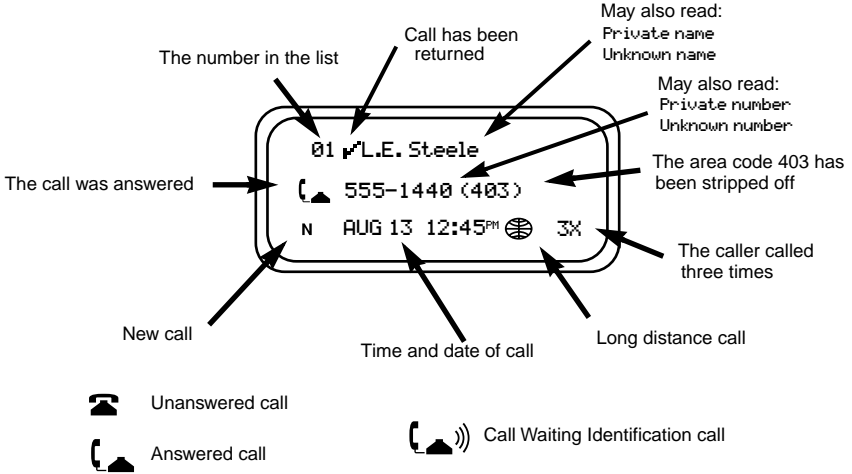 May also read:
Private name
Unknown name
Call has been
returned
The number in the list
May also read:
Private number
Unknown number
01 ✔L.E. Steele
The area code 403 has
been stripped off
The call was answered
555-1440 (403)
N AUG 13 12:45PM 3X
The caller called
three times
New call
Time and date of call
Long distance call
Unanswered call
Answered call
Call Waiting Identification call